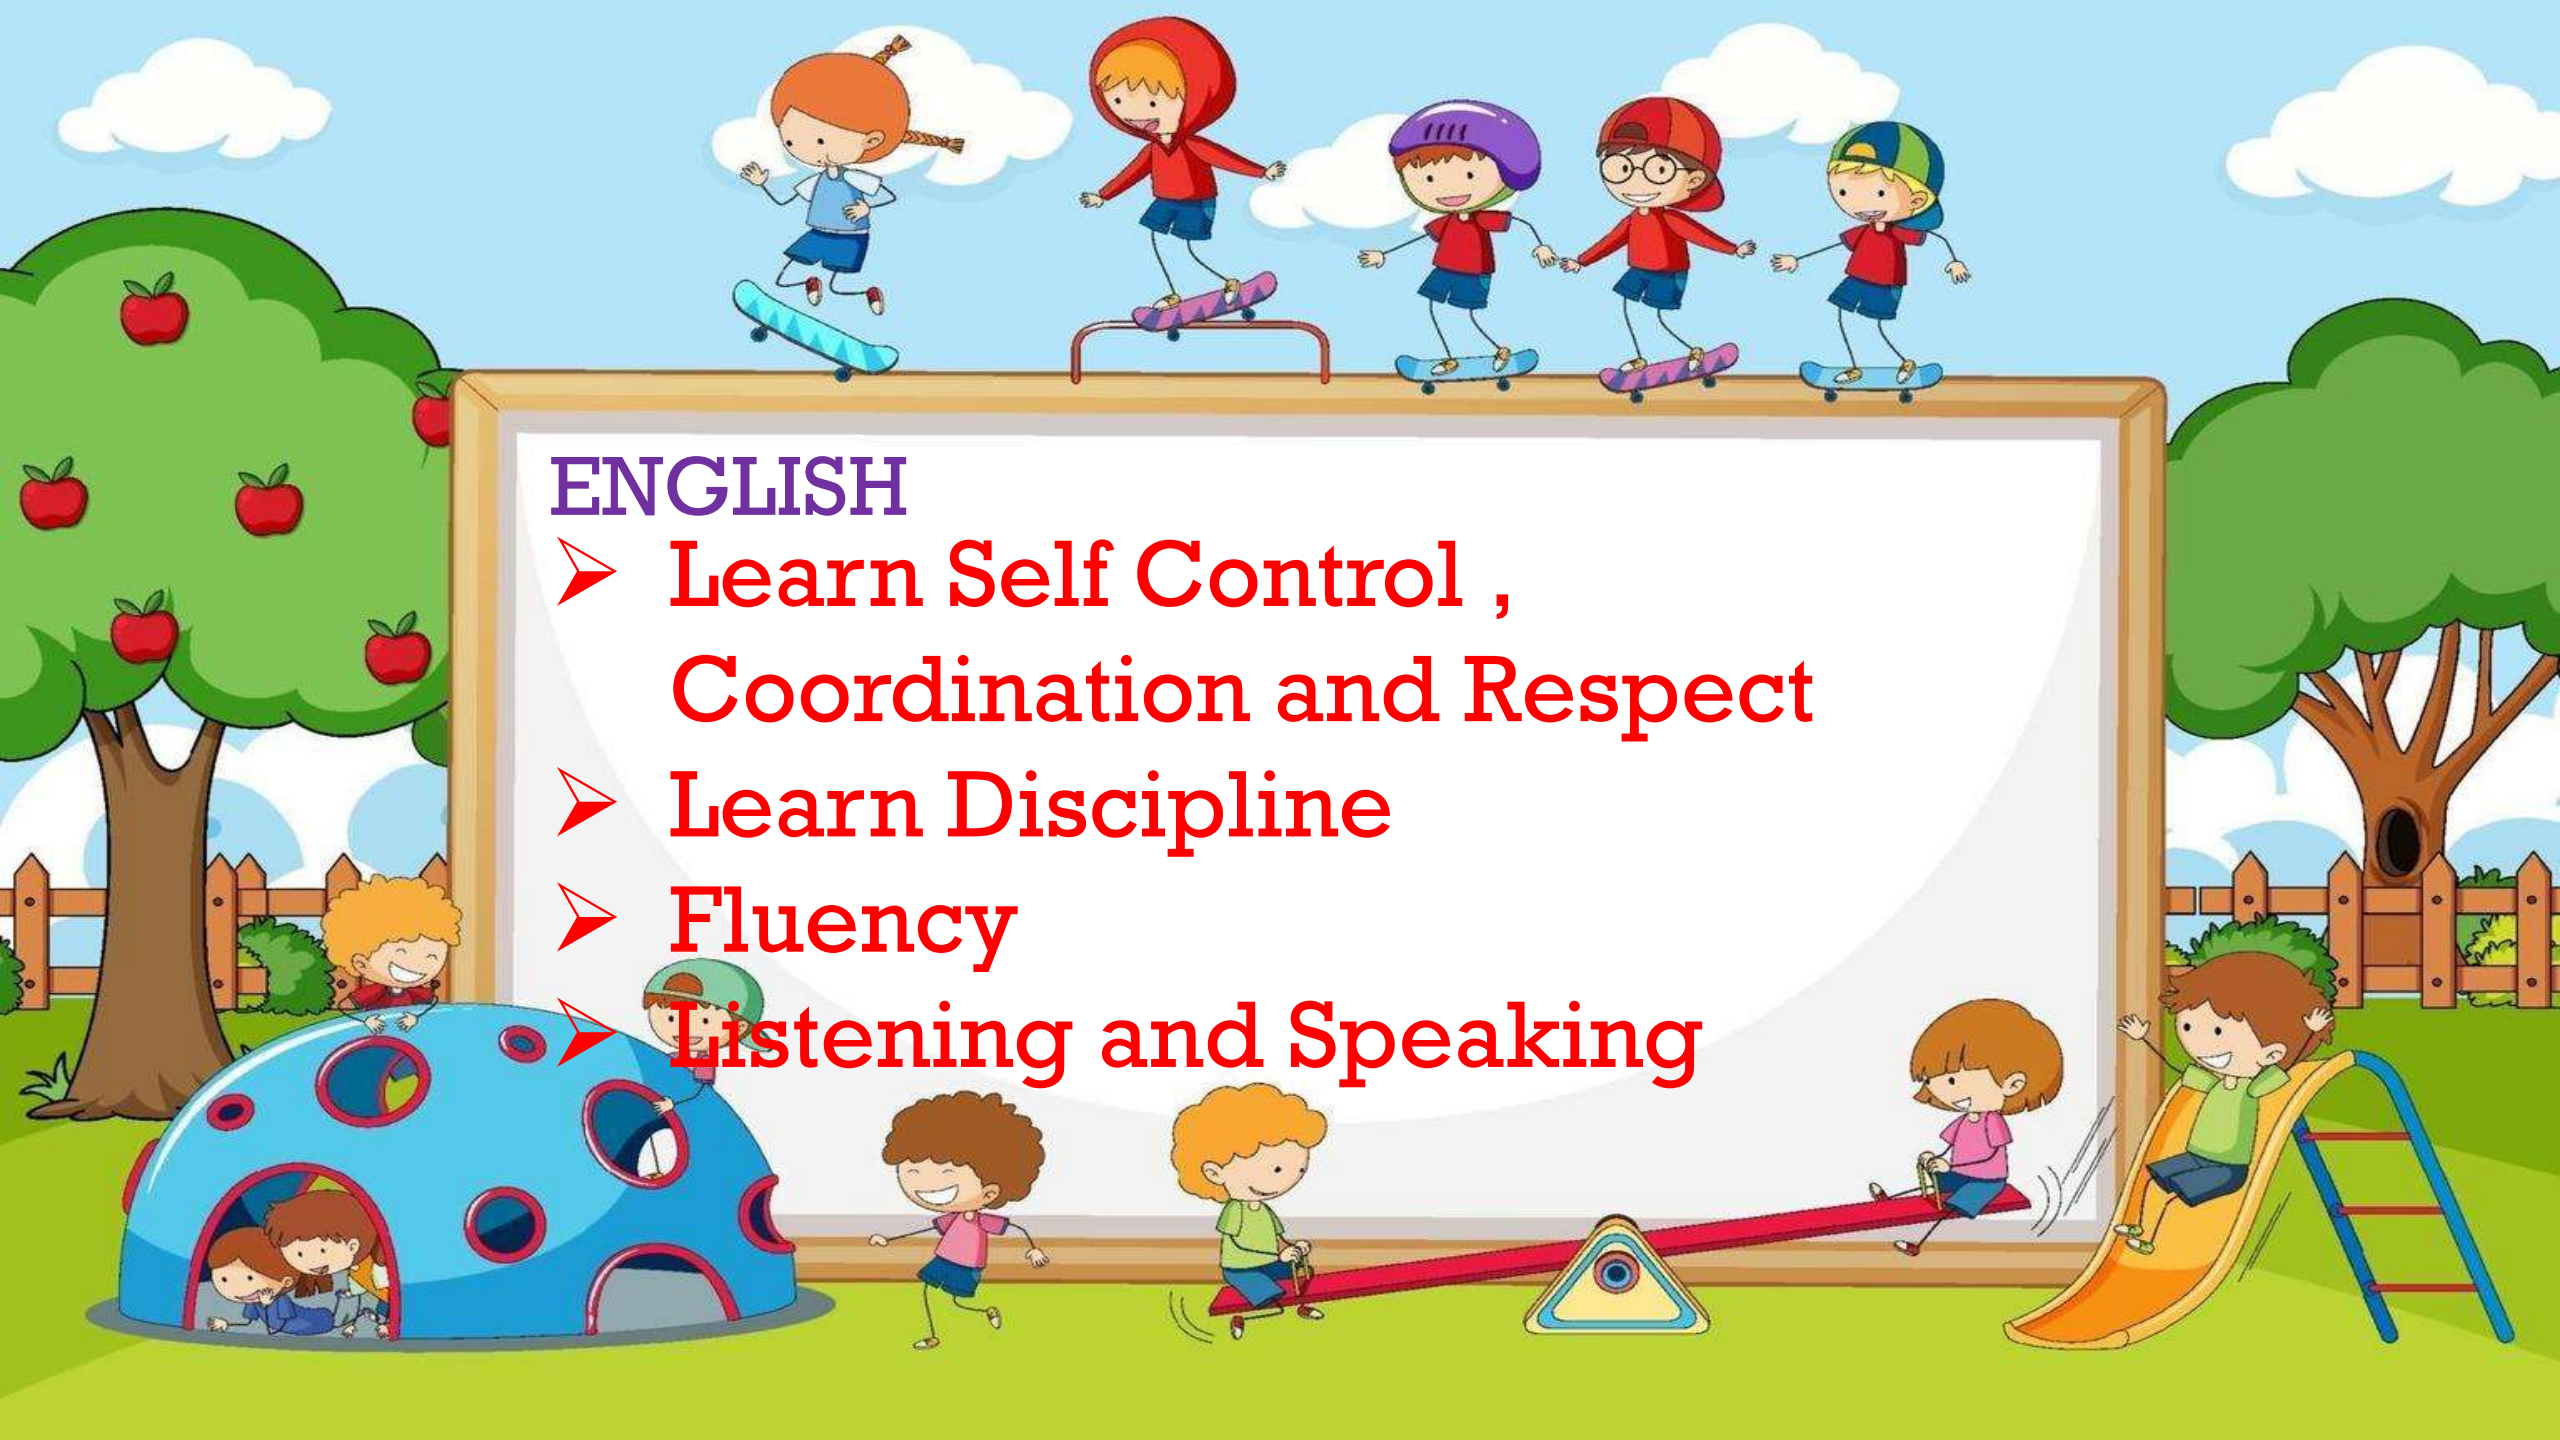 ENGLISH
➢ Learn Self Control ,
Coordination and Respect
➢ Learn Discipline
➢ Fluency
➢ Listening and Speaking